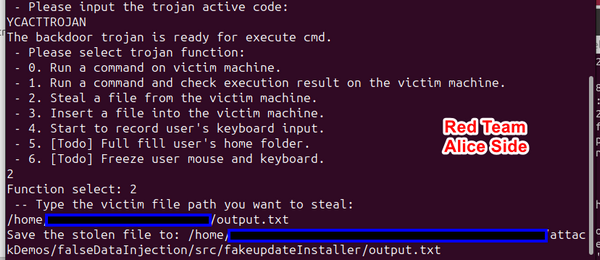 - Please input the trojan active code:
YCACTTROJAN
The backdoor trojan is ready for execute cmd.
- Please select trojan function:
- 0. Run a command on victim machine.
- 1. Run a command and check execution result on the victim machine.
- 2. Steal a file from the victim machine.
- 3. Insert a file into the victim machine.
- 4. Start to record user's keyboard input.
- 5. [Todo] Full fill user's home folder.
- 6. [Todo] Freeze user mouse and keyboard.
Red Team
Alice Side
2
Function select: 2
-- Type the victim file path you want to steal:
/home/ /output.txt
Save the stolen file to: /home/ attac
kDemos/falseDataInjection/src/fakeupdateInstaller/output.txt